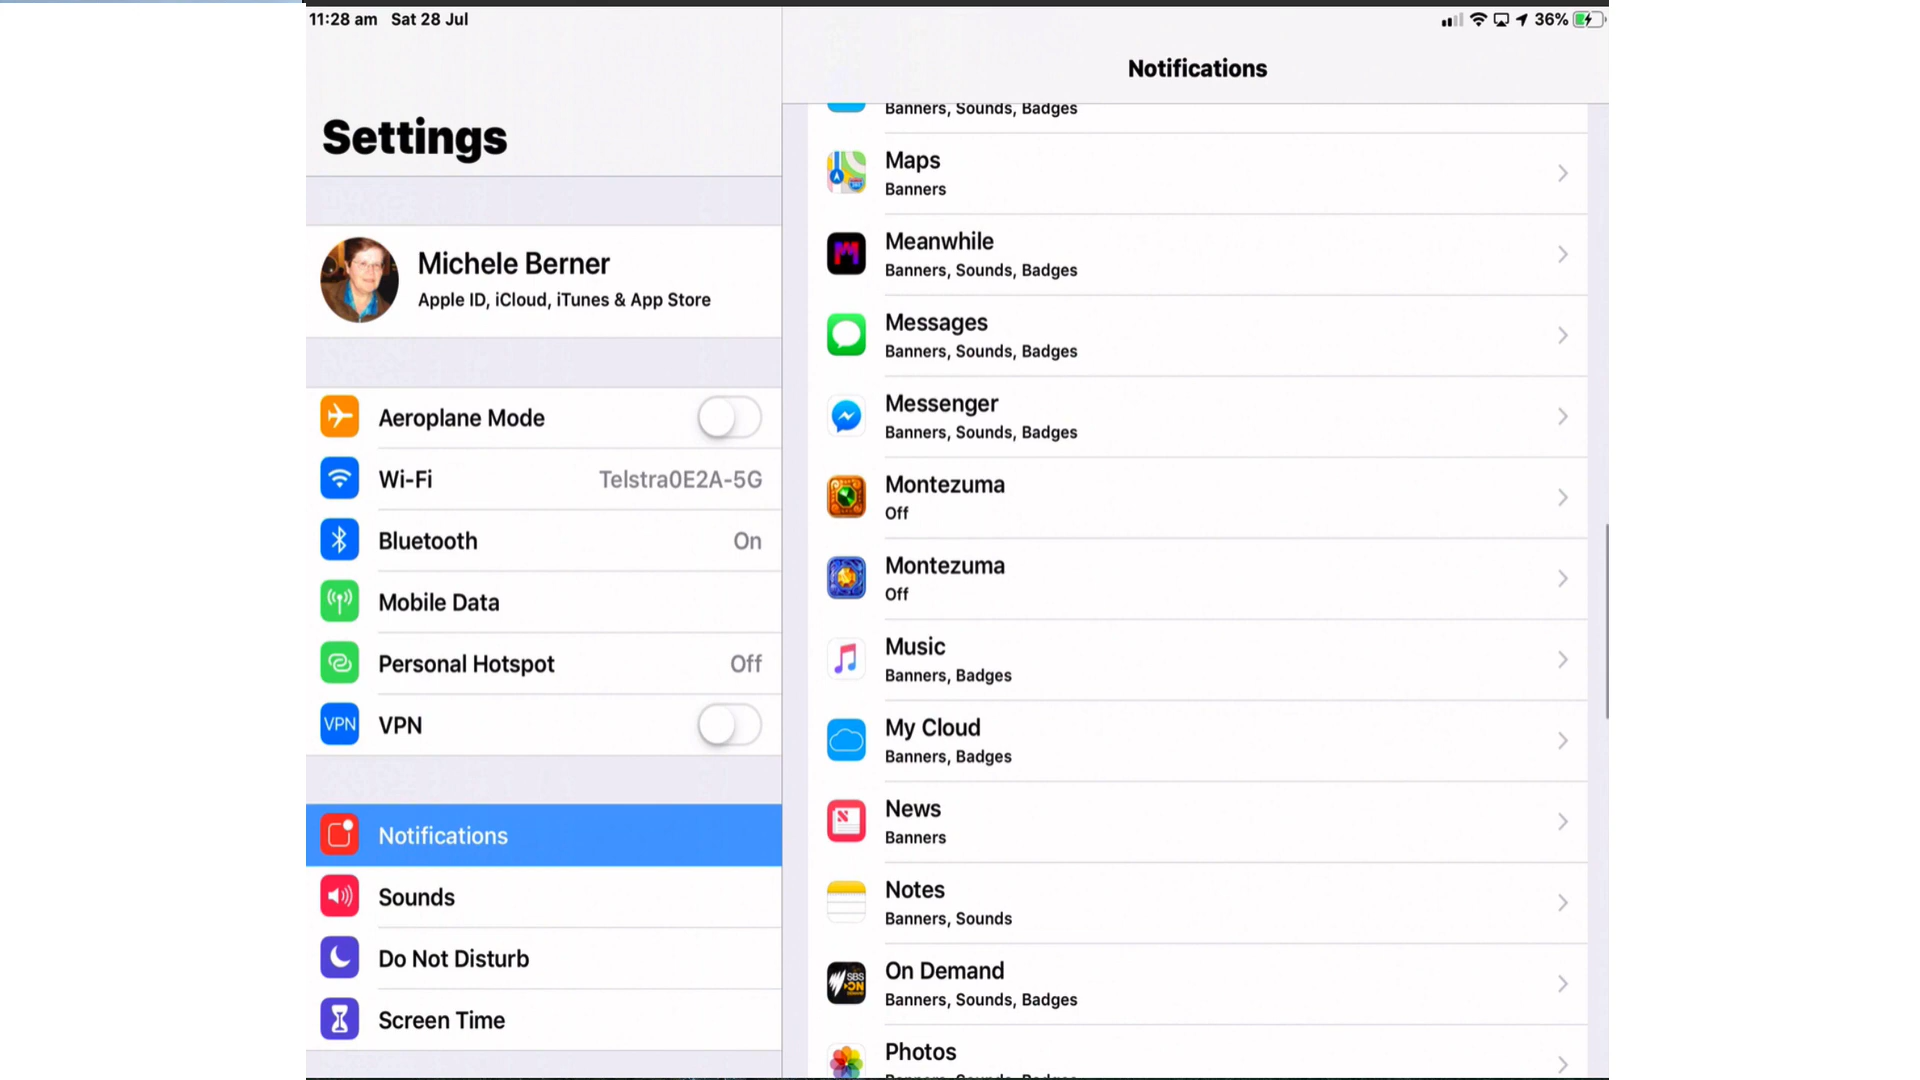 11:28 am Sat 28 Jul
36%
Settings
Michele Berner
Apple ID, iCloud, iTunes & App Store
Aeroplane Mode
Wi-Fi Telstra0E2A-5G
Bluetooth On
Mobile Data
Personal Hotspot Off
VPN VPN
Notifications
Sounds
Do Not Disturb
Screen Time
Notifications
Banners, Sounds, Badges
Maps
Banners
Meanwhile
Banners, Sounds, Badges
Messages
Banners, Sounds, Badges
Messenger
Banners, Sounds, Badges
Montezuma
Off
Montezuma
Off
Music
Banners, Badges
My Cloud
Banners, Badges
News
Banners
Notes
Banners, Sounds
SBS
On Demand
Banners, Sounds, Badges
Photos
Banners, Sounds, Badges